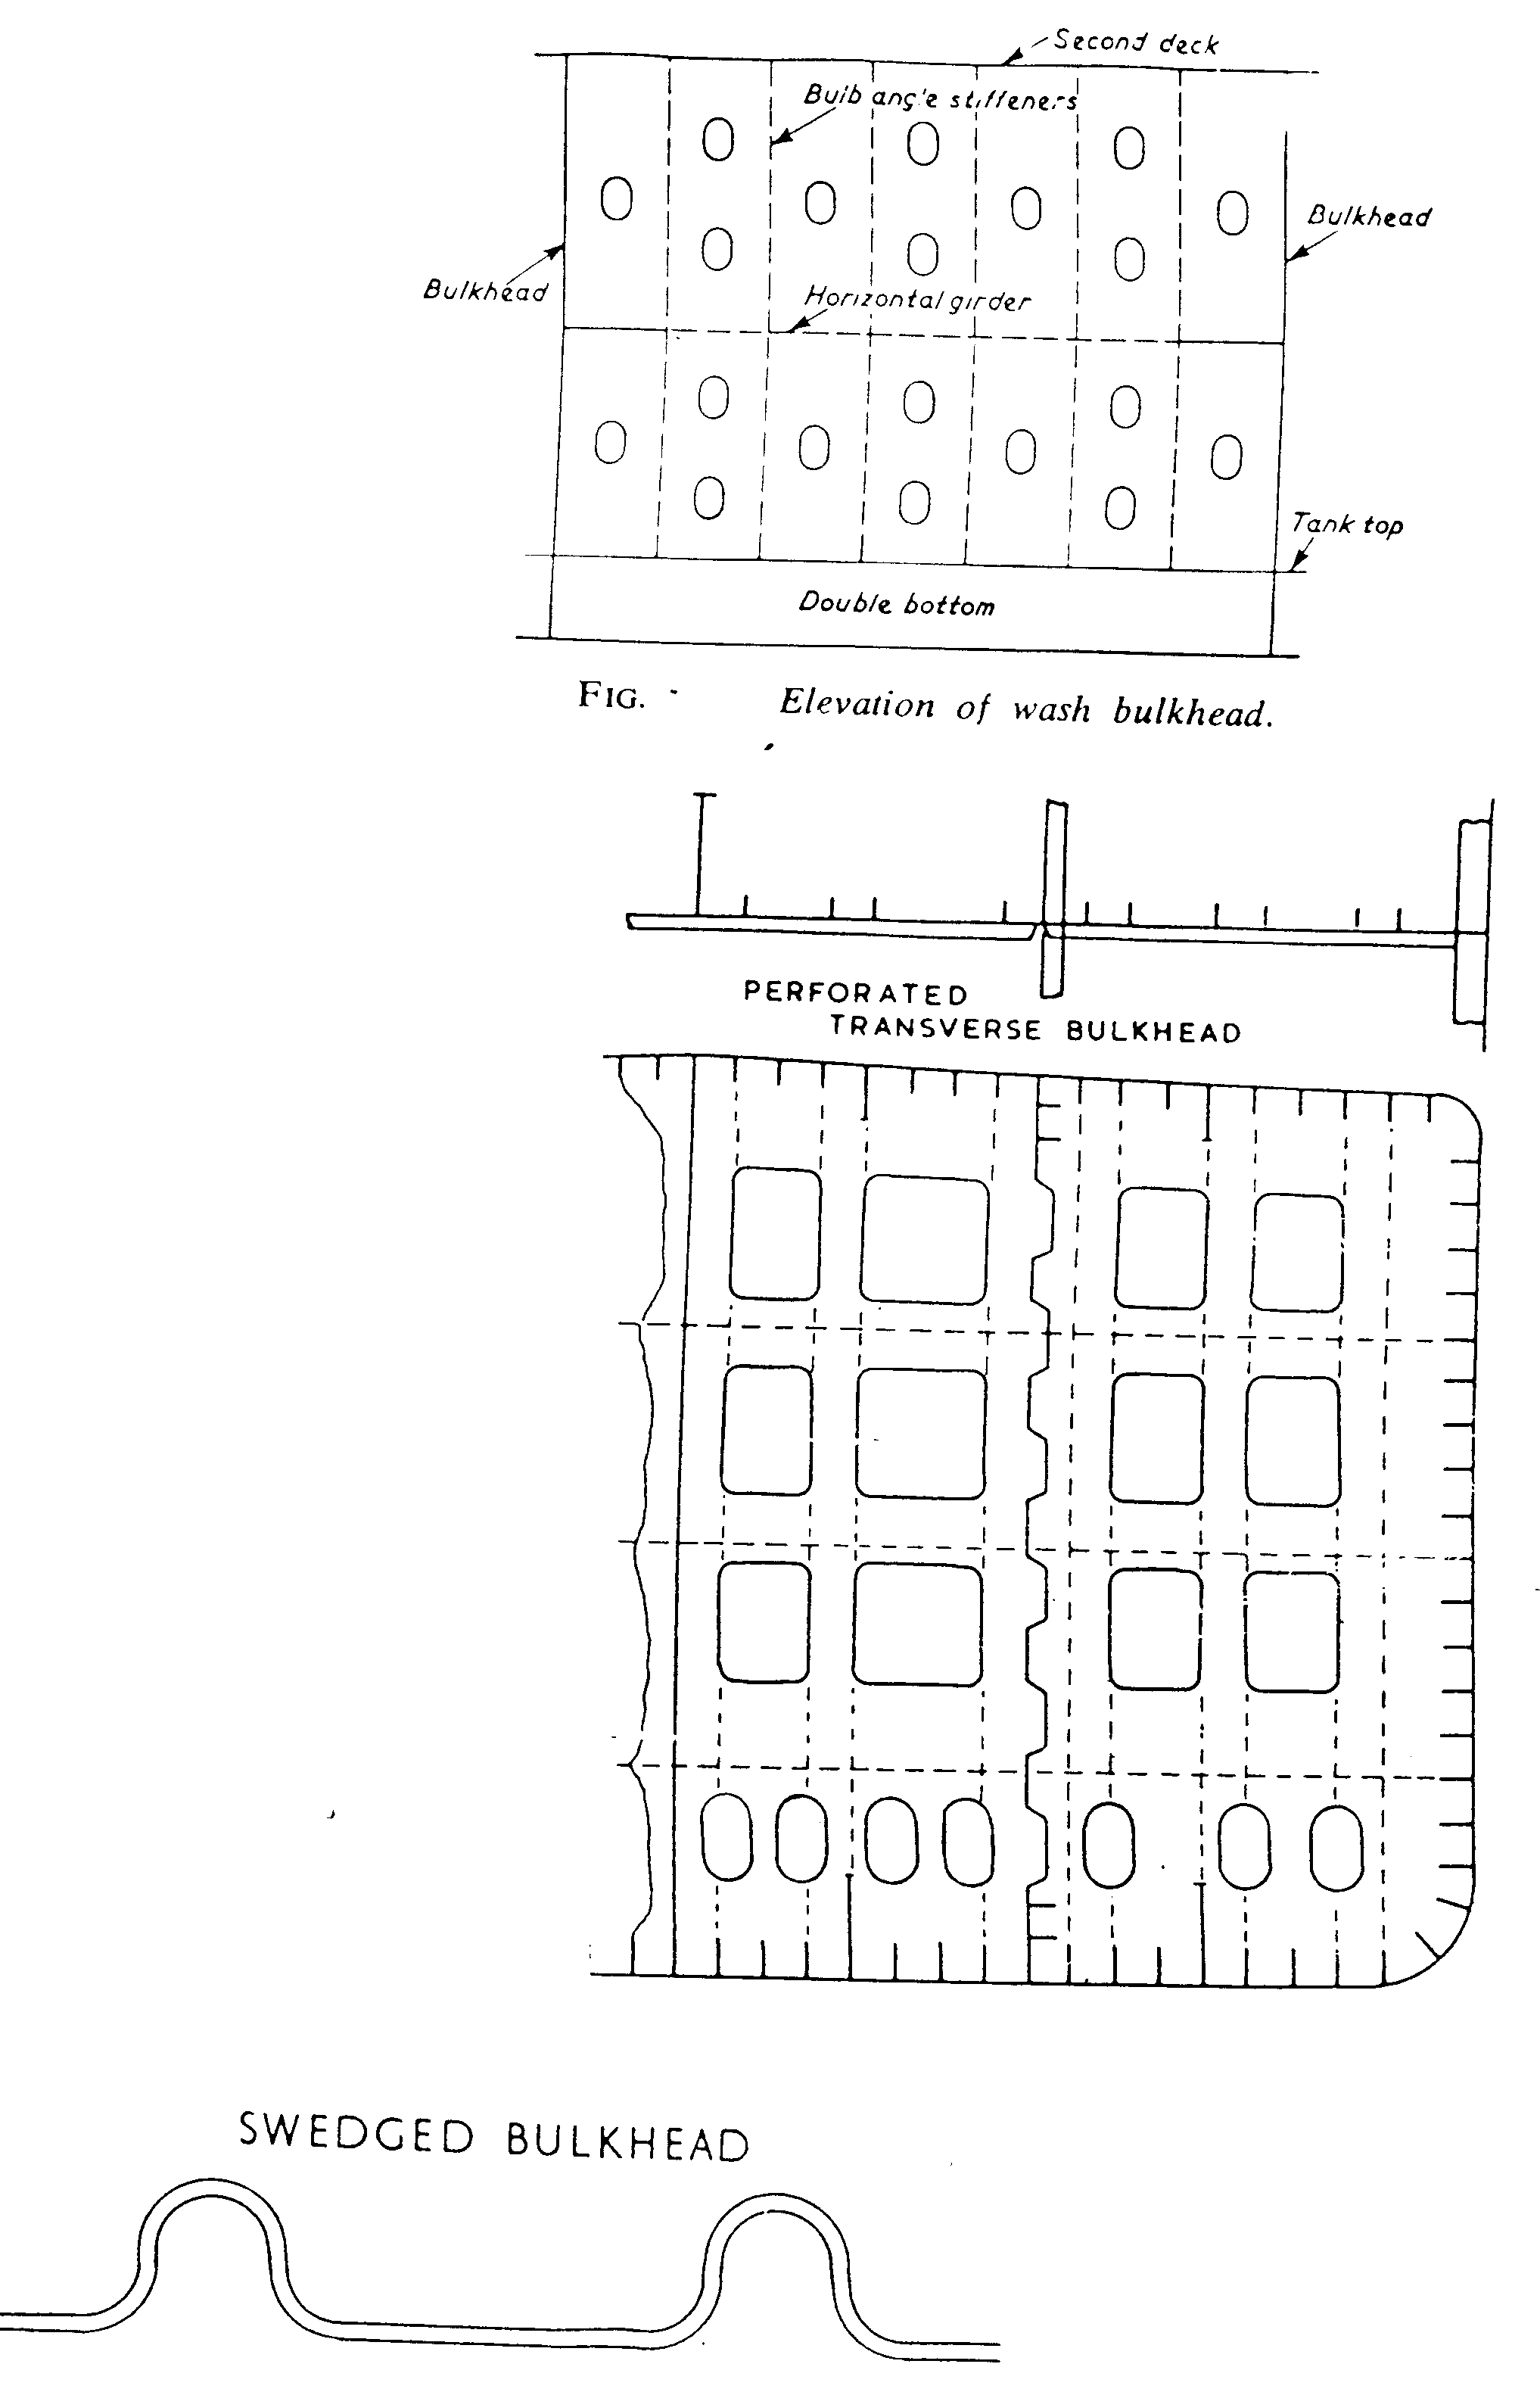 Second deck
Bulb angle stiffeners
Bulkhead
Bulkhead
Horizontal girder
Tank top
Double bottom
FIG. Elevation of wash bulkhead.
PERFORATED
TRANSVERSE BULKHEAD
SWEDGED BULKHEAD